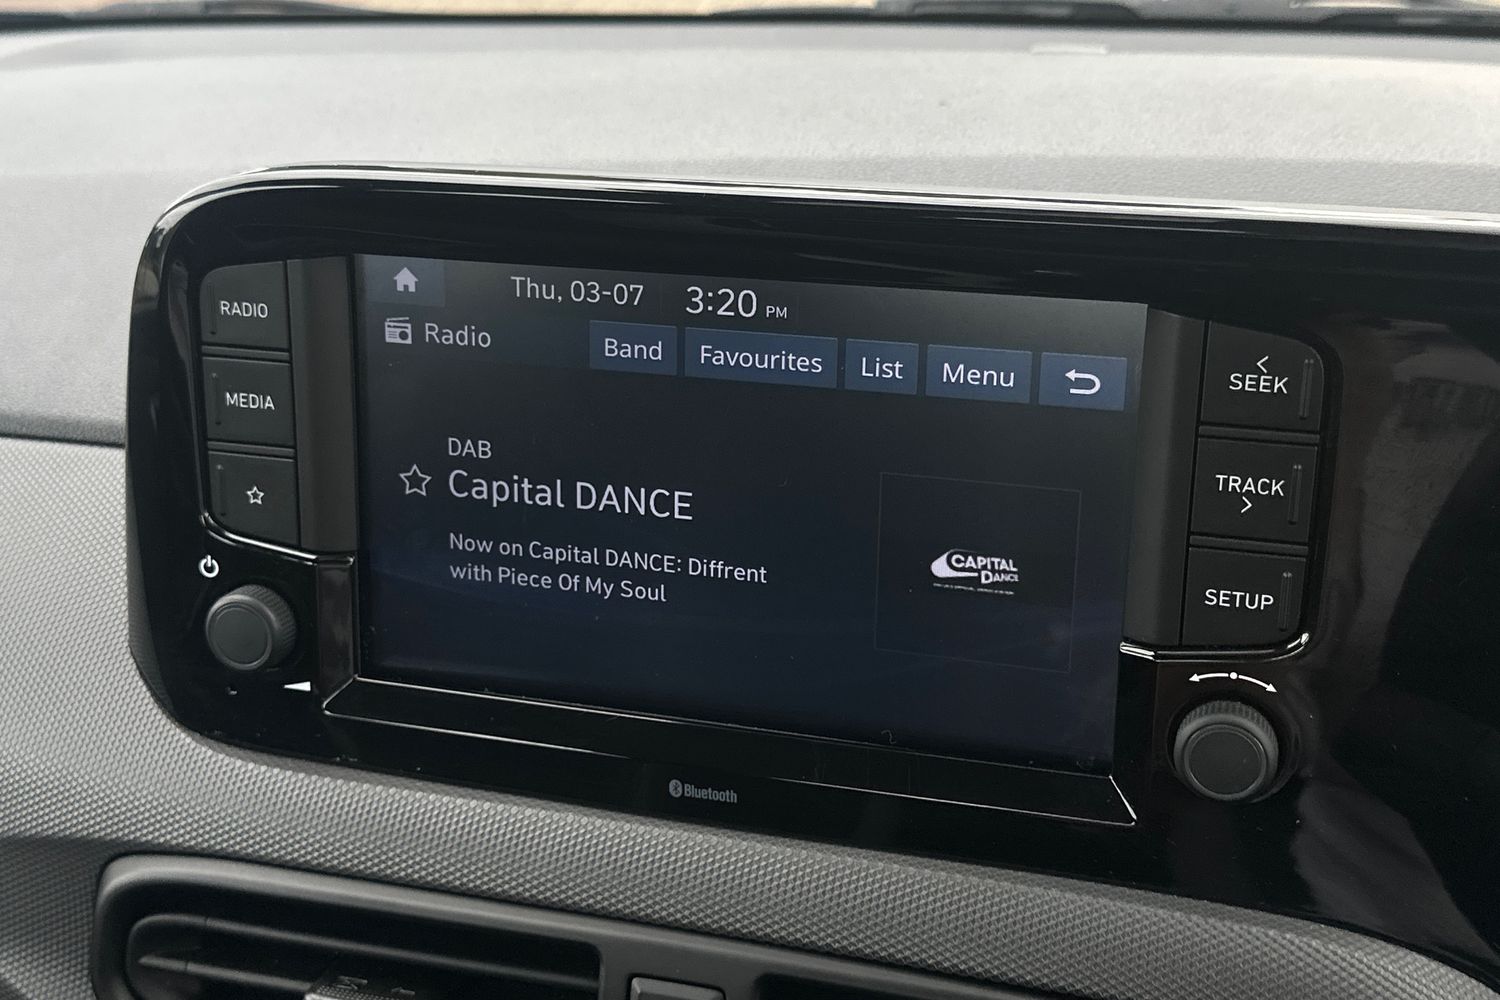 RADIO
MEDIA
Thu, 03-07 3:20 PM
Radio
Band Favourites List Menu
DAB
Capital DANCE
Now on Capital DANCE: Diffrent
with Piece Of My Soul
CAPITAL
DANCE
SEEK
TRACK
SETUP
Bluetooth